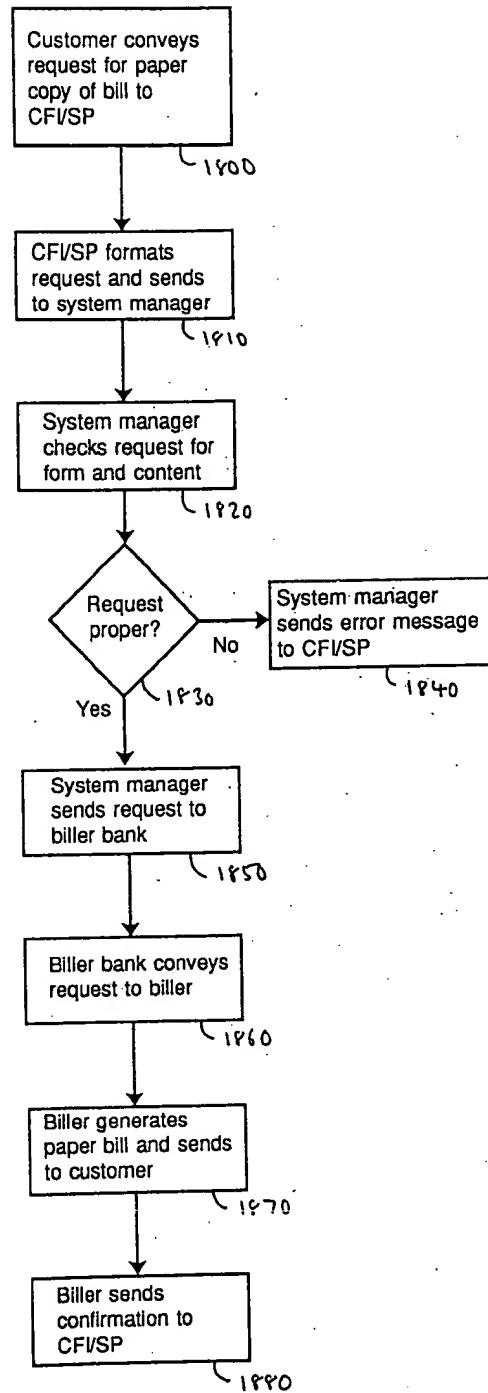 Customer conveys
request for paper
copy of bill to
CFI/SP
1800
CFI/SP formats
request and sends
to system manager
1810
System manager
checks request for
form and content
1820
Request
proper?
No
System manager
sends error message
to CFI/SP
1840
1830
Yes
System manager
sends request to
biller bank
1850
Biller bank conveys
request to biller
1860
Biller generates
paper bill and sends
to customer
1870
Biller sends
confirmation to
CFI/SP
1880